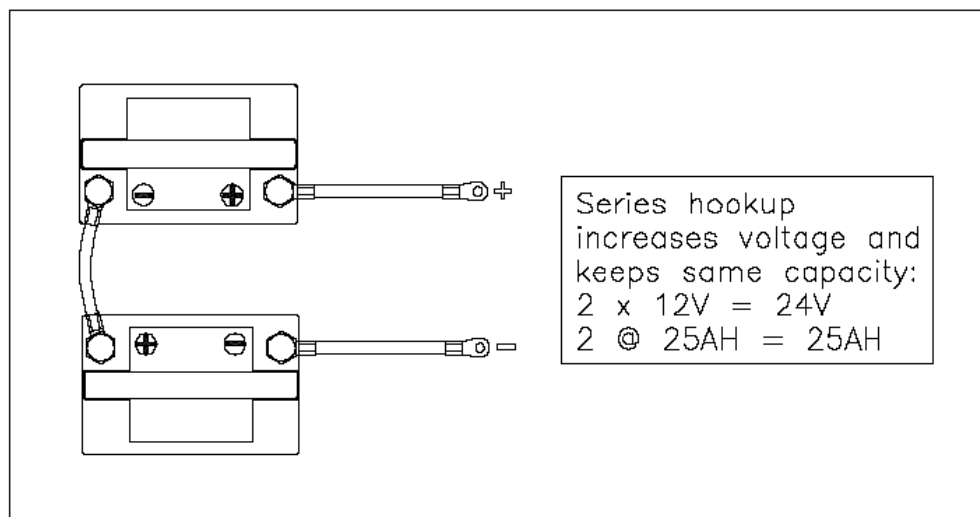 - +
+
Series hookup
increases voltage and
keeps same capacity:
2 x 12V = 24V
2 @ 25AH = 25AH
+ -
-